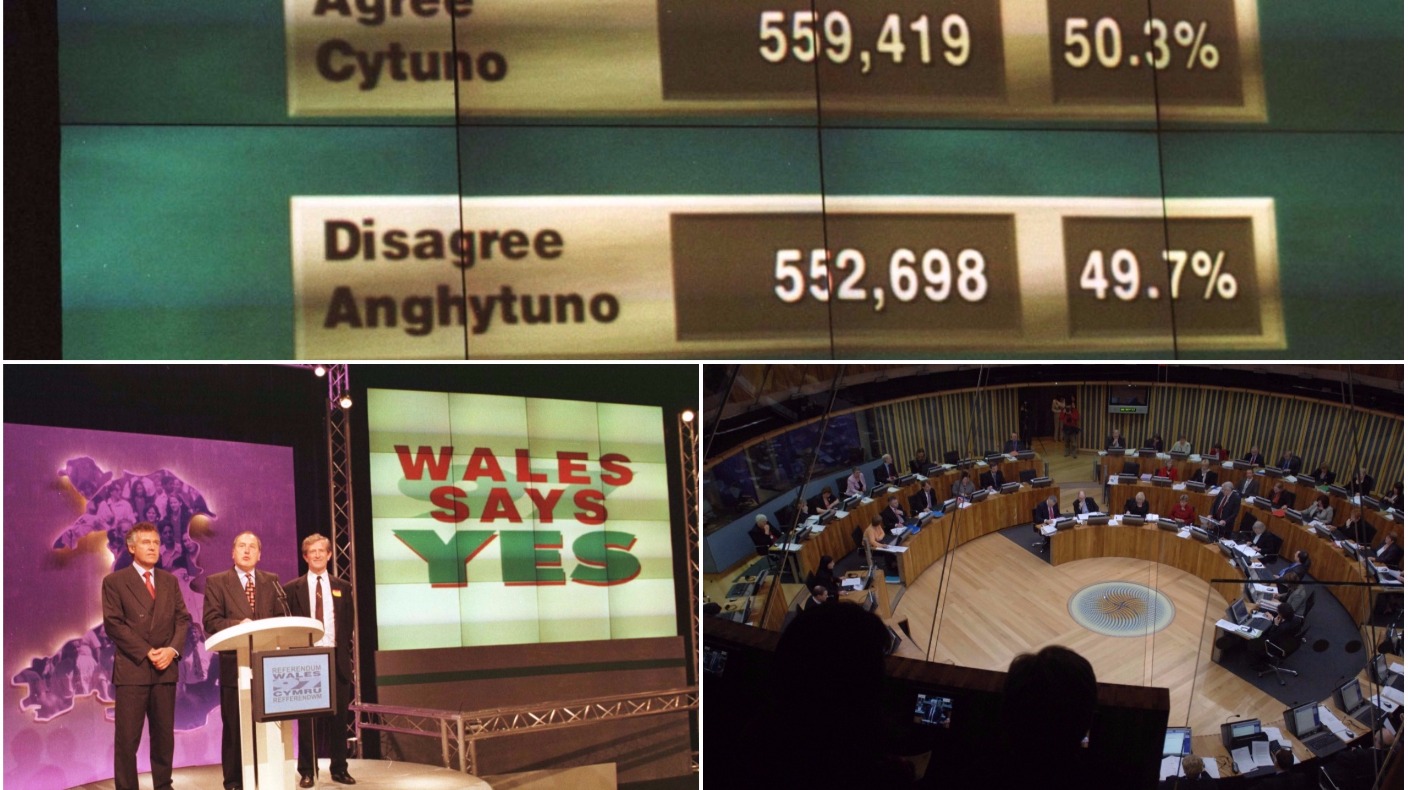 Agree
Cytuno
559,419
50.3%
Disagree
Anghytuno
552,698
49.7%
WALES
SAYS
YES
REFERENDUM
WALES
97
CYMRU
REFFERENDWM